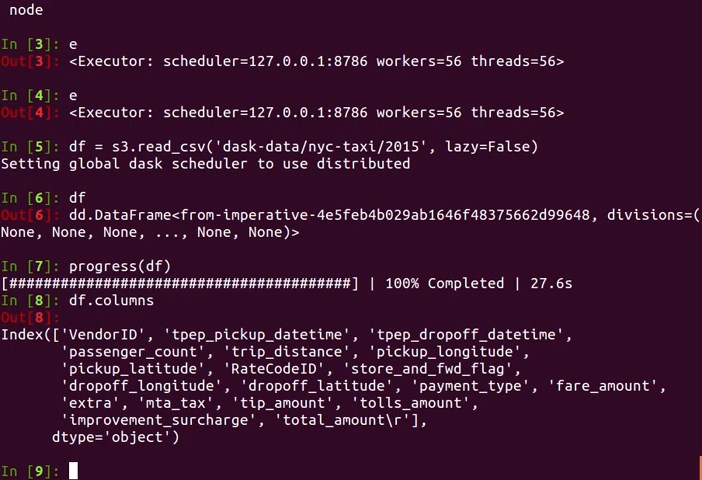 node
In [3]: e
Out[3]: <Executor: scheduler=127.0.0.1:8786 workers=56 threads=56>
In [4]: e
Out[4]: <Executor: scheduler=127.0.0.1:8786 workers=56 threads=56>
In [5]: df = s3.read_csv('dask-data/nyc-taxi/2015', lazy=False)
Setting global dask scheduler to use distributed
In [6]: df
Out[6]: dd.DataFrame<from-imperative-4e5feb4b029ab1646f48375662d99648, divisions=(
None, None, None, ..., None, None)>
In [7]: progress(df)
[########################################] | 100% Completed | 27.6s
In [8]: df.columns
Out[8]:
Index(['VendorID', 'tpep_pickup_datetime', 'tpep_dropoff_datetime',
'passenger_count', 'trip_distance', 'pickup_longitude',
'pickup_latitude', 'RateCodeID', 'store_and_fwd_flag',
'dropoff_longitude', 'dropoff_latitude', 'payment_type', 'fare_amount',
'extra', 'mta_tax', 'tip_amount', 'tolls_amount',
'improvement_surcharge', 'total_amount\r'],
dtype='object')
In [9]: